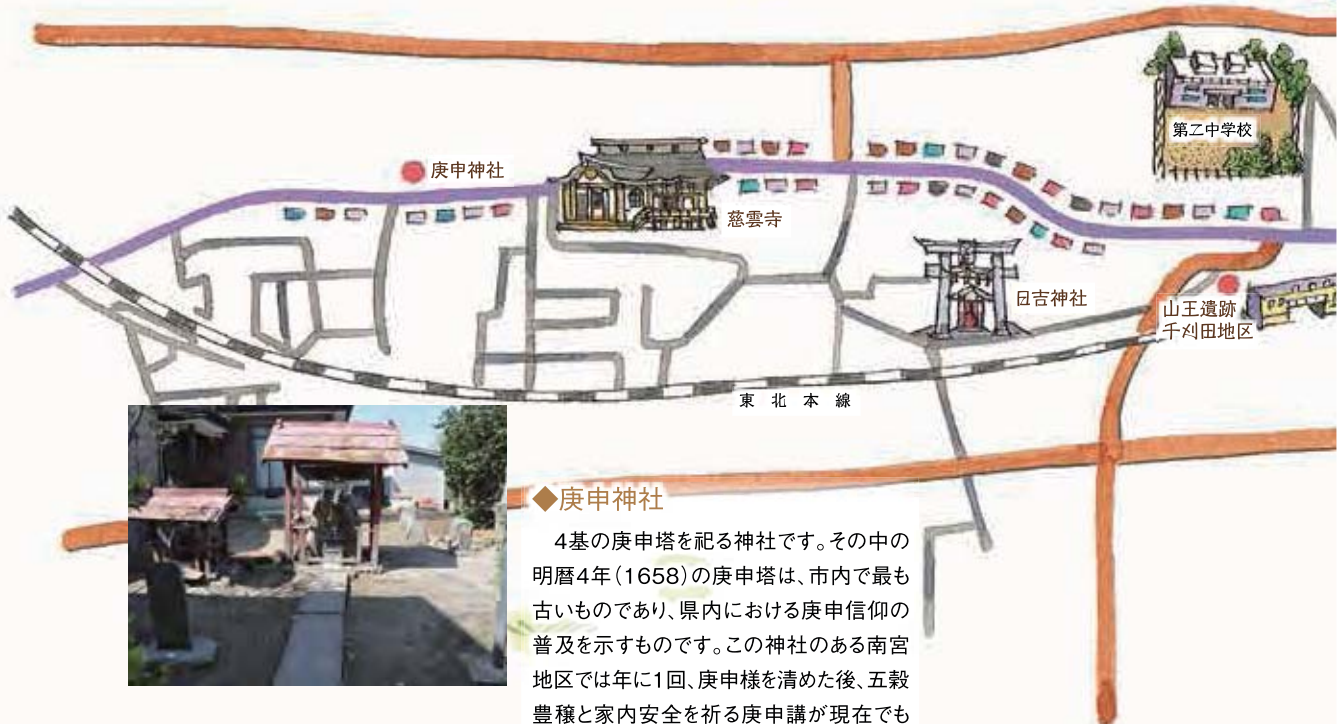 第二中学校
庚申神社
慈雲寺
日吉神社
山王遺跡
千刈田地区
東北本線
◆庚申神社
　4基の庚申塔を祀る神社です。その中の
明暦4年(1658)の庚申塔は、市内で最も
古いものであり、県内における庚申信仰の
普及を示すものです。この神社のある南宮
地区では年に1回、庚申様を清めた後、五穀
豊穣と家内安全を祈る庚申講が現在でも